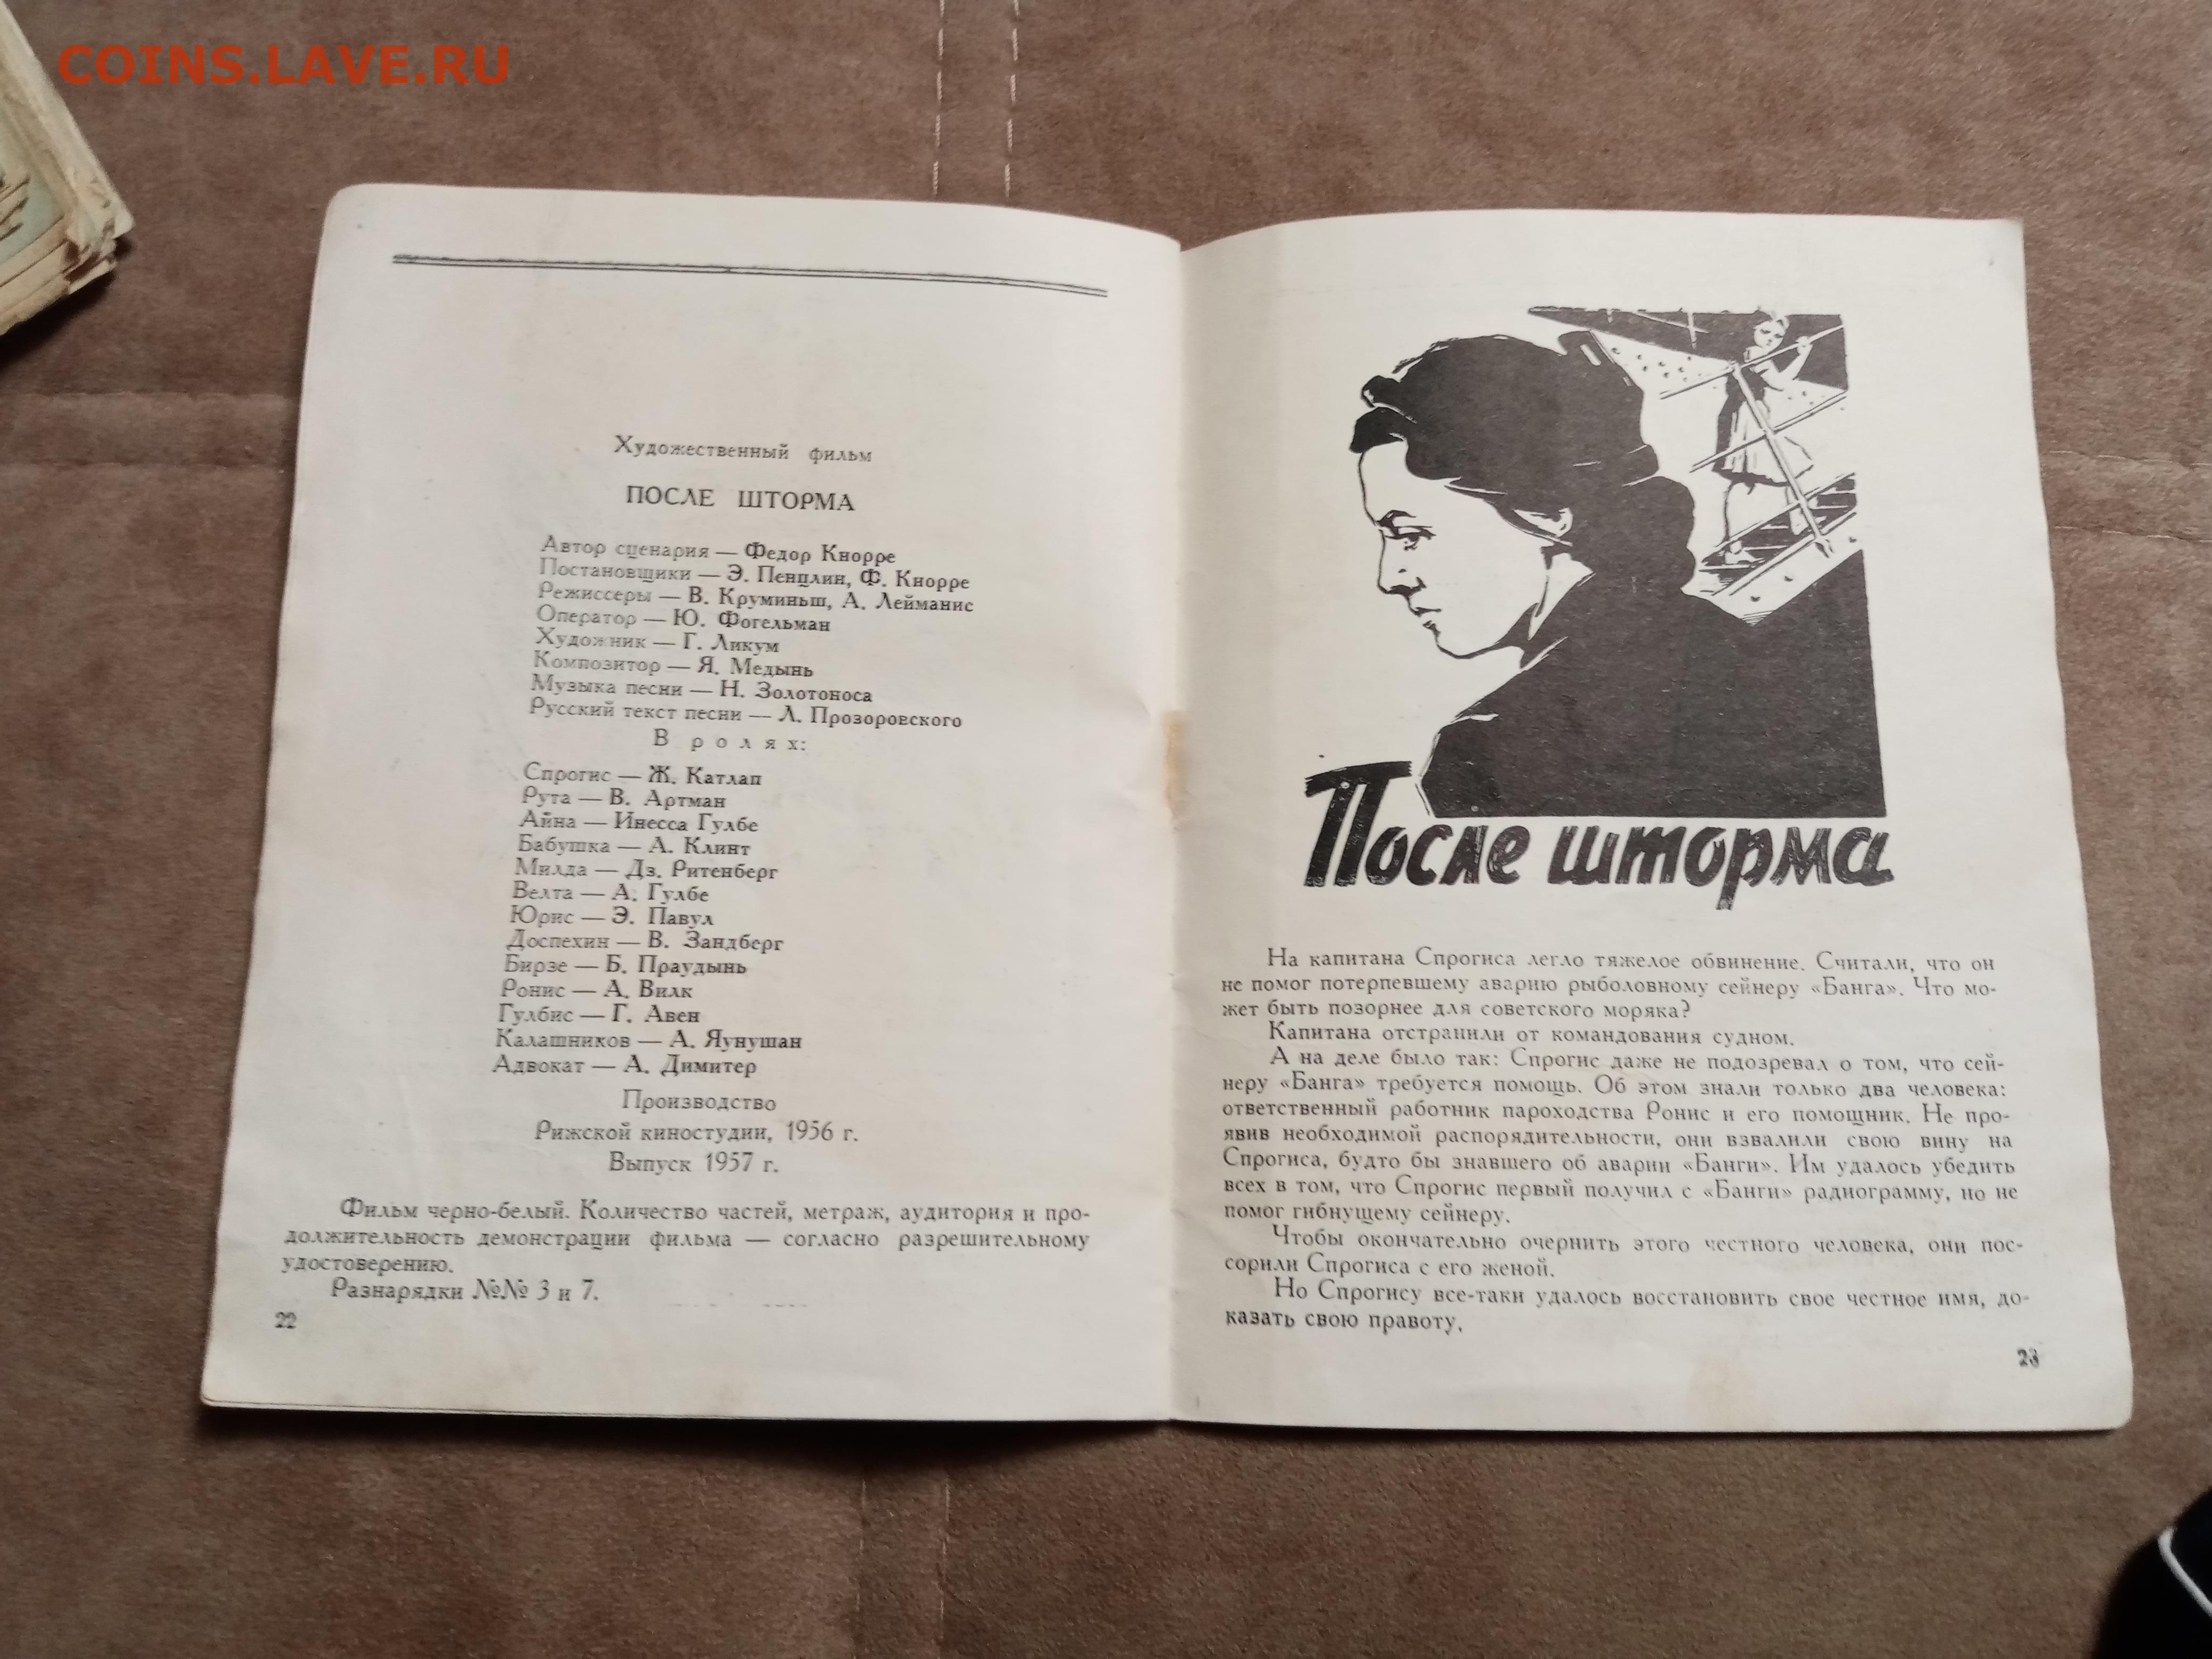 COINS.LAVE.RU
Художественный фильм
ПОСЛЕ ШТОРМА
Автор сценария — Федор Кнорре
Постановщики — Э. Пенцлин, Ф. Кнорре
Режиссеры — В. Круминьш, А. Лейманис
Оператор — Ю. Фогельман
Художник — Г. Ликум
Композитор — Я. Медынь
Музыка песни — Н. Золотоноса
Русский текст песни — Л. Прозоровского
В ролях:
Спрогис — Ж. Катлап
Рута — В. Артман
Айна — Инесса Гулбе
Бабушка — А. Клинт
Милда — Дз. Ритенберг
Велта — А. Гулбе
Юрис — Э. Павул
Доспехин — В. Зандберг
Бирзе — Б. Праудынь
Ронис — А. Вилк
Гулбис — Г. Авен
Калашников — А. Яунушан
Адвокат — А. Димитер
Производство
Рижской киностудии, 1956 г.
Выпуск 1957 г.
Фильм черно-белый. Количество частей, метраж, аудитория и про-
должительность демонстрации фильма — согласно разрешительному
удостоверению.
Разнарядки №№ 3 и 7.
22
После шторма
На капитана Спрогиса легло тяжелое обвинение. Считали, что он
не помог потерпевшему аварию рыболовному сейнеру «Банга». Что мо-
жет быть позорнее для советского моряка?
Капитана отстранили от командования судном.
А на деле было так: Спрогис даже не подозревал о том, что сей-
неру «Банга» требуется помощь. Об этом знали только два человека:
ответственный работник пароходства Ронис и его помощник. Не про-
явив необходимой распорядительности, они взвалили свою вину на
Спрогиса, будто бы знавшего об аварии «Банги». Им удалось убедить
всех в том, что Спрогис первый получил с «Банги» радиограмму, но не
помог гибнущему сейнеру.
Чтобы окончательно очернить этого честного человека, они пос-
сорили Спрогиса с его женой.
Но Спрогису все-таки удалось восстановить свое честное имя, до-
казать свою правоту.
23